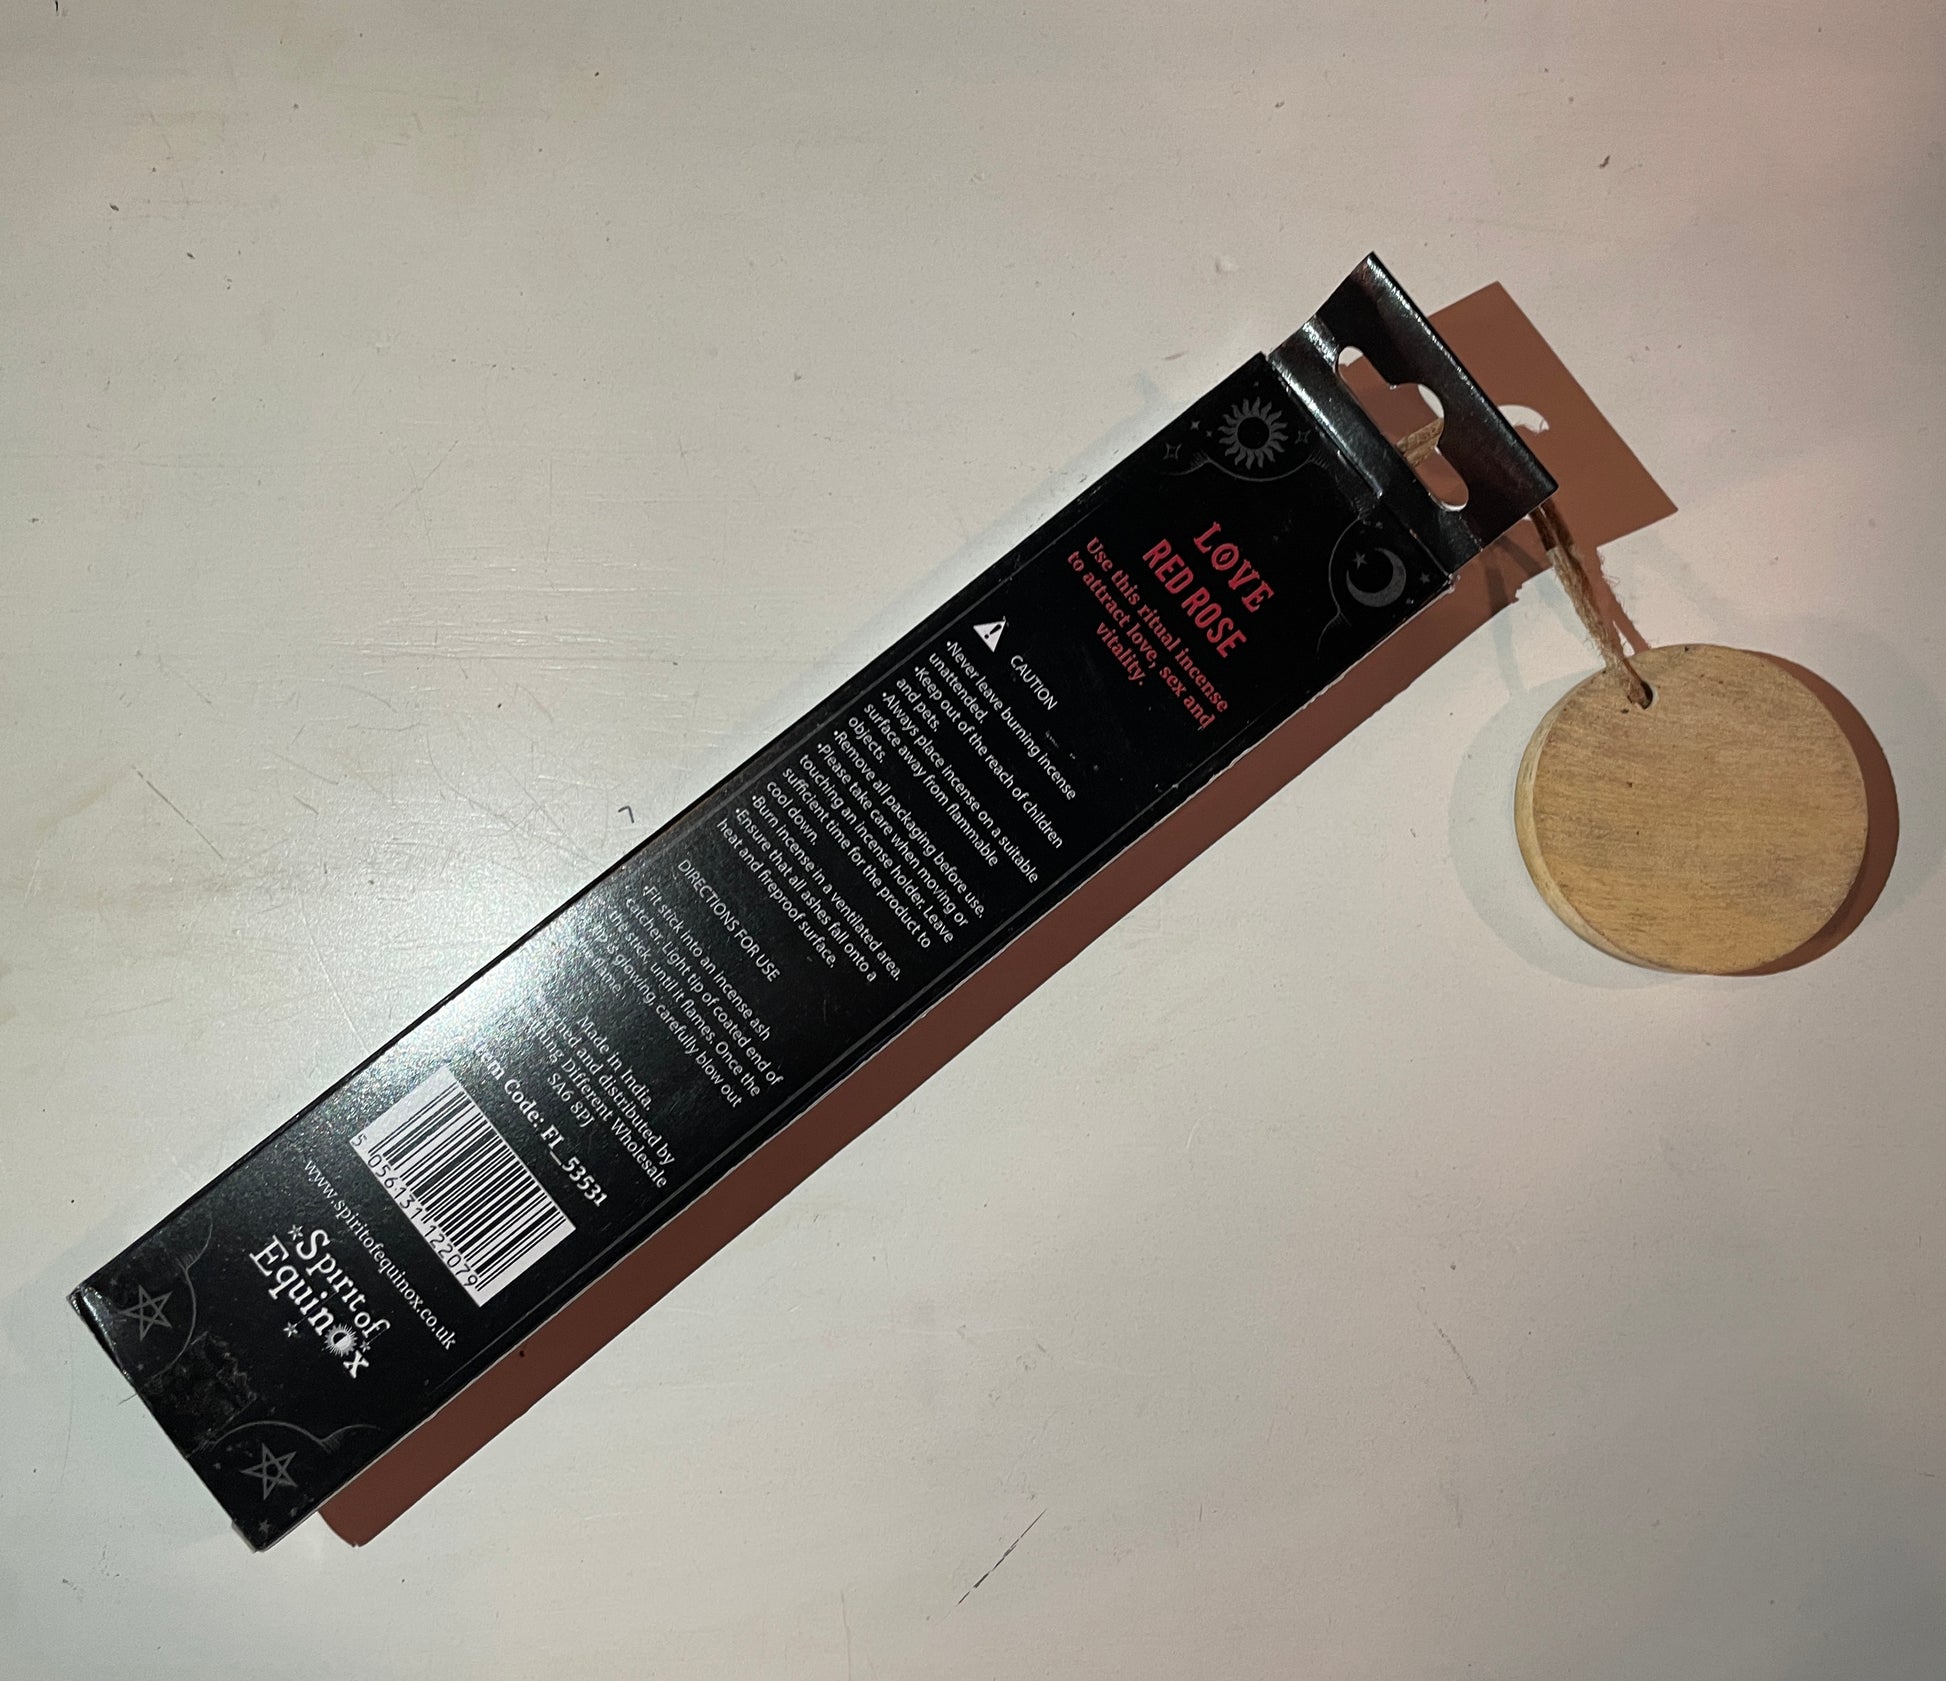 LOVE
RED ROSE
Use this ritual incense
to attract love, sex and
vitality.
CAUTION
•Never leave burning incense
unattended.
•Keep out of the reach of children
and pets.
•Always place incense on a suitable
surface away from flammable
objects.
•Remove all packaging before use.
•Please take care when moving or
touching an incense holder. Leave
sufficient time for the product to
cool down.
•Burn incense in a ventilated area.
•Ensure that all ashes fall onto a
heat and fireproof surface.
DIRECTIONS FOR USE
•Fit stick into an incense ash
catcher. Light tip of coated end of
the stick, until it flames. Once the
glowing, carefully blow out
Made in India.
and distributed by
Different Wholesale
SA6 8PJ
Code: FI_53531
5 056131 122079
www.spiritofequinox.co.uk
Spirit of
Equinox